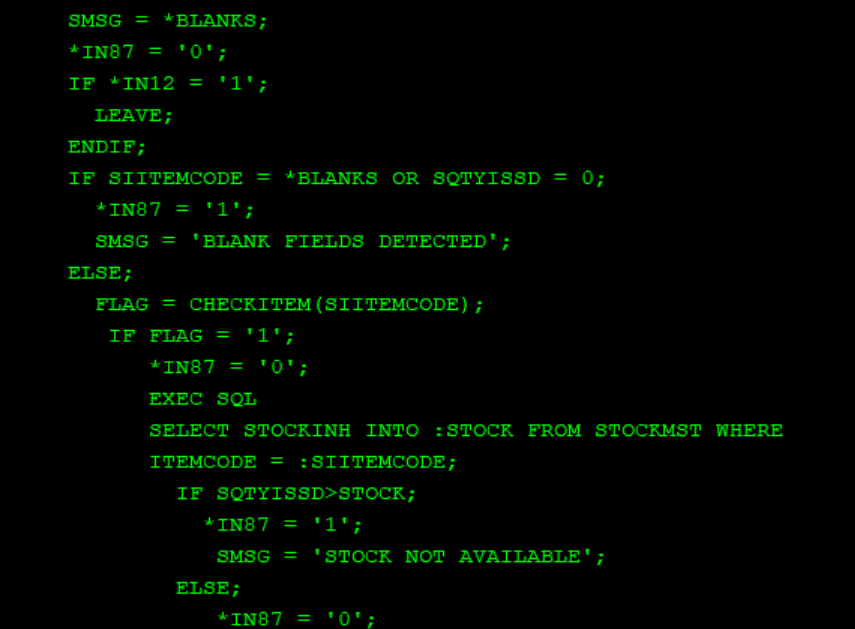 SMSG = *BLANKS;
*IN87 = '0';
IF *IN12 = '1';
LEAVE;
ENDIF;
IF SIITEMCODE = *BLANKS OR SQTYISSD = 0;
*IN87 = '1';
SMSG = 'BLANK FIELDS DETECTED';
ELSE;
FLAG = CHECKITEM(SIITEMCODE);
IF FLAG = '1';
*IN87 = '0';
EXEC SQL
SELECT STOCKINH INTO :STOCK FROM STOCKMST WHERE
ITEMCODE = :SIITEMCODE;
IF SQTYISSD>STOCK;
*IN87 = '1';
SMSG = 'STOCK NOT AVAILABLE';
ELSE;
*IN87 = '0';